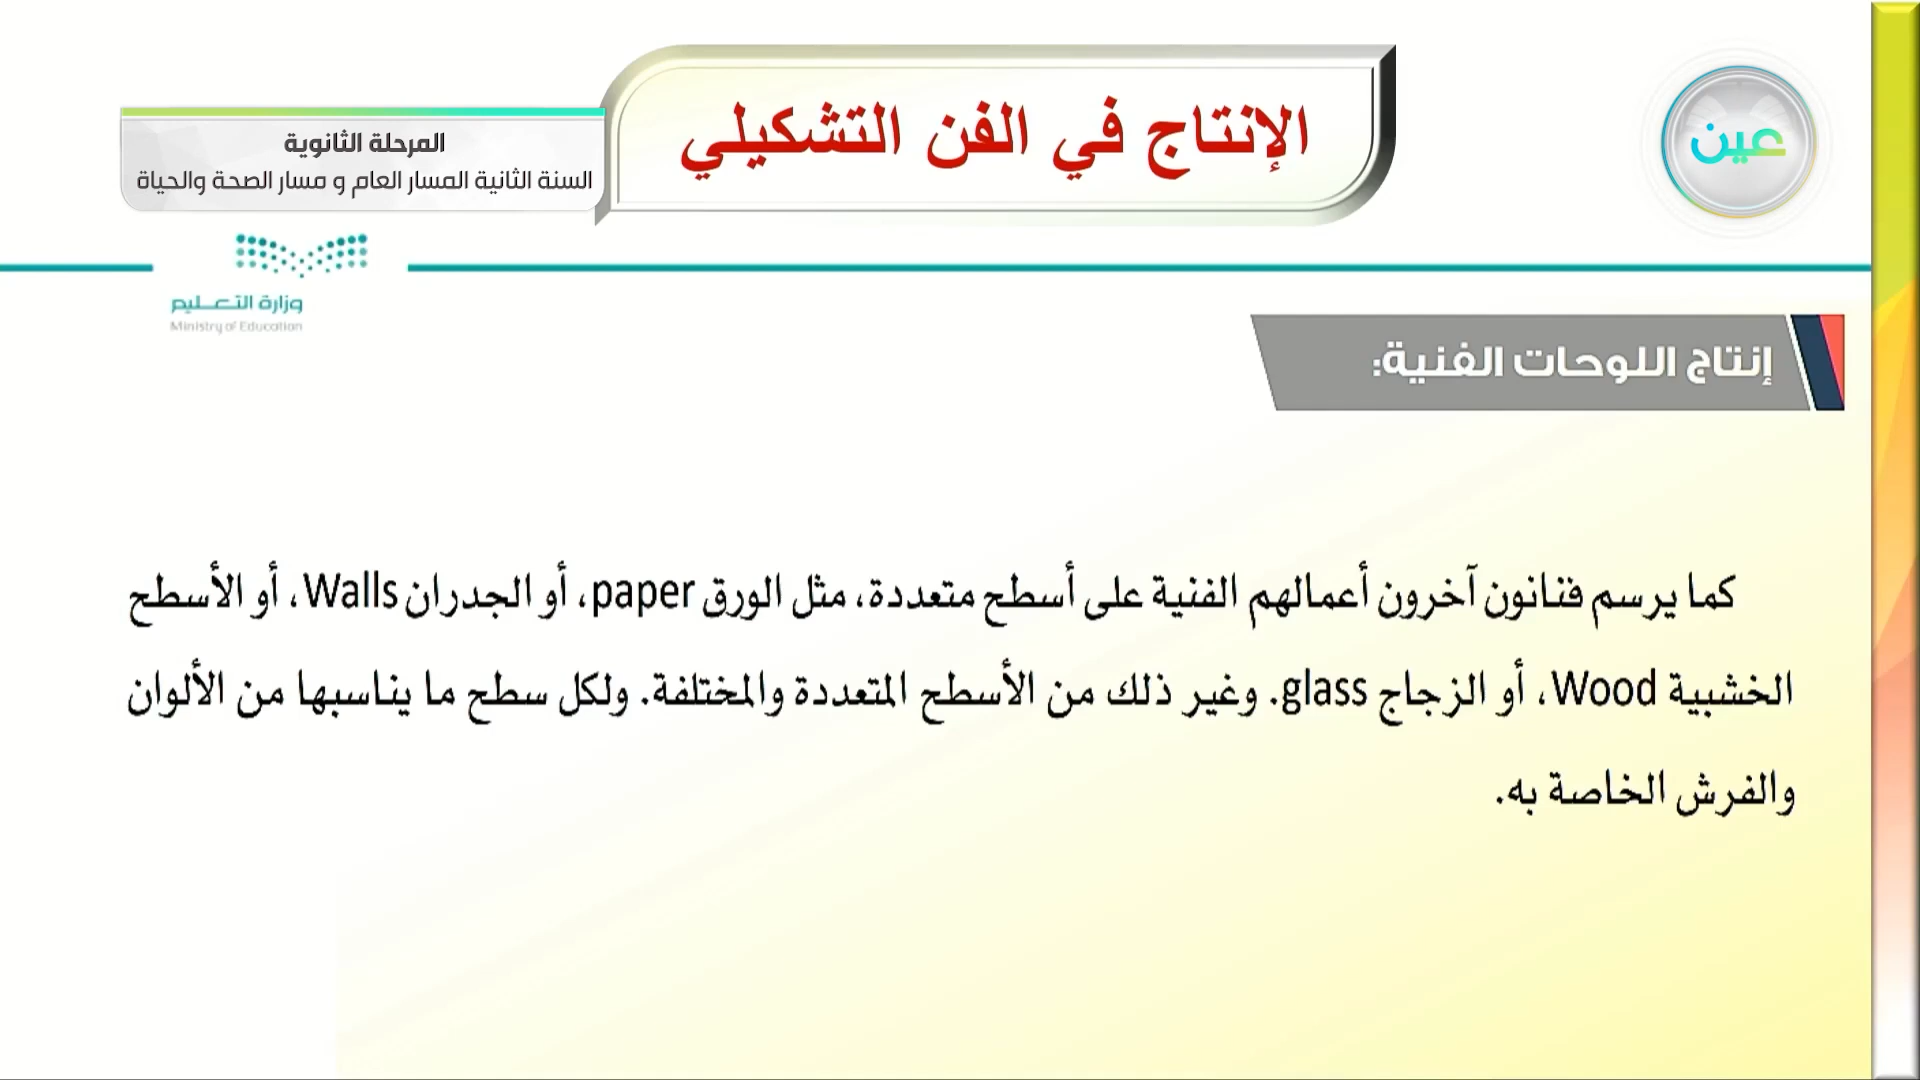 الإنتاج في الفن التشكيلي
عين
المرحلة الثانوية
السنة الثانية المسار العام و مسار الصحة والحياة
وزارة التعليم
Ministry of Education
إنتاج اللوحات الفنية:
كما يرسم فنانون آخرون أعمالهم الفنية على أسطح متعددة، مثل الورق paper، أو الجدران Walls، أو الأسطح
الخشبية Wood، أو الزجاج glass. وغير ذلك من الأسطح المتعددة والمختلفة. ولكل سطح ما يناسبها من الألوان
والفرش الخاصة به.